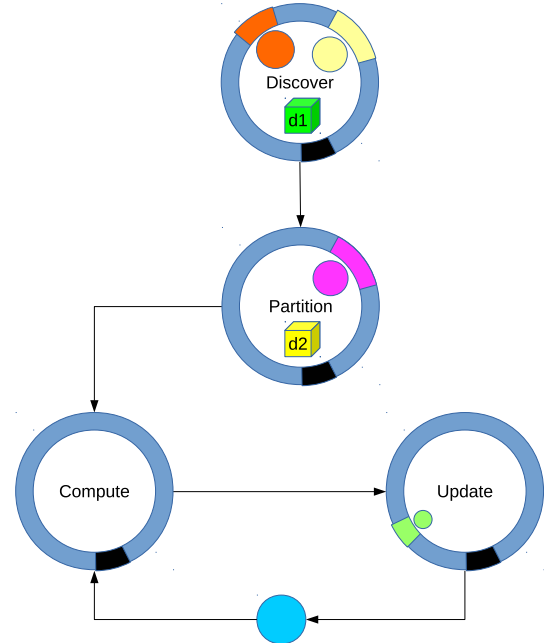 Discover
d1
Partition
d2
Compute
Update